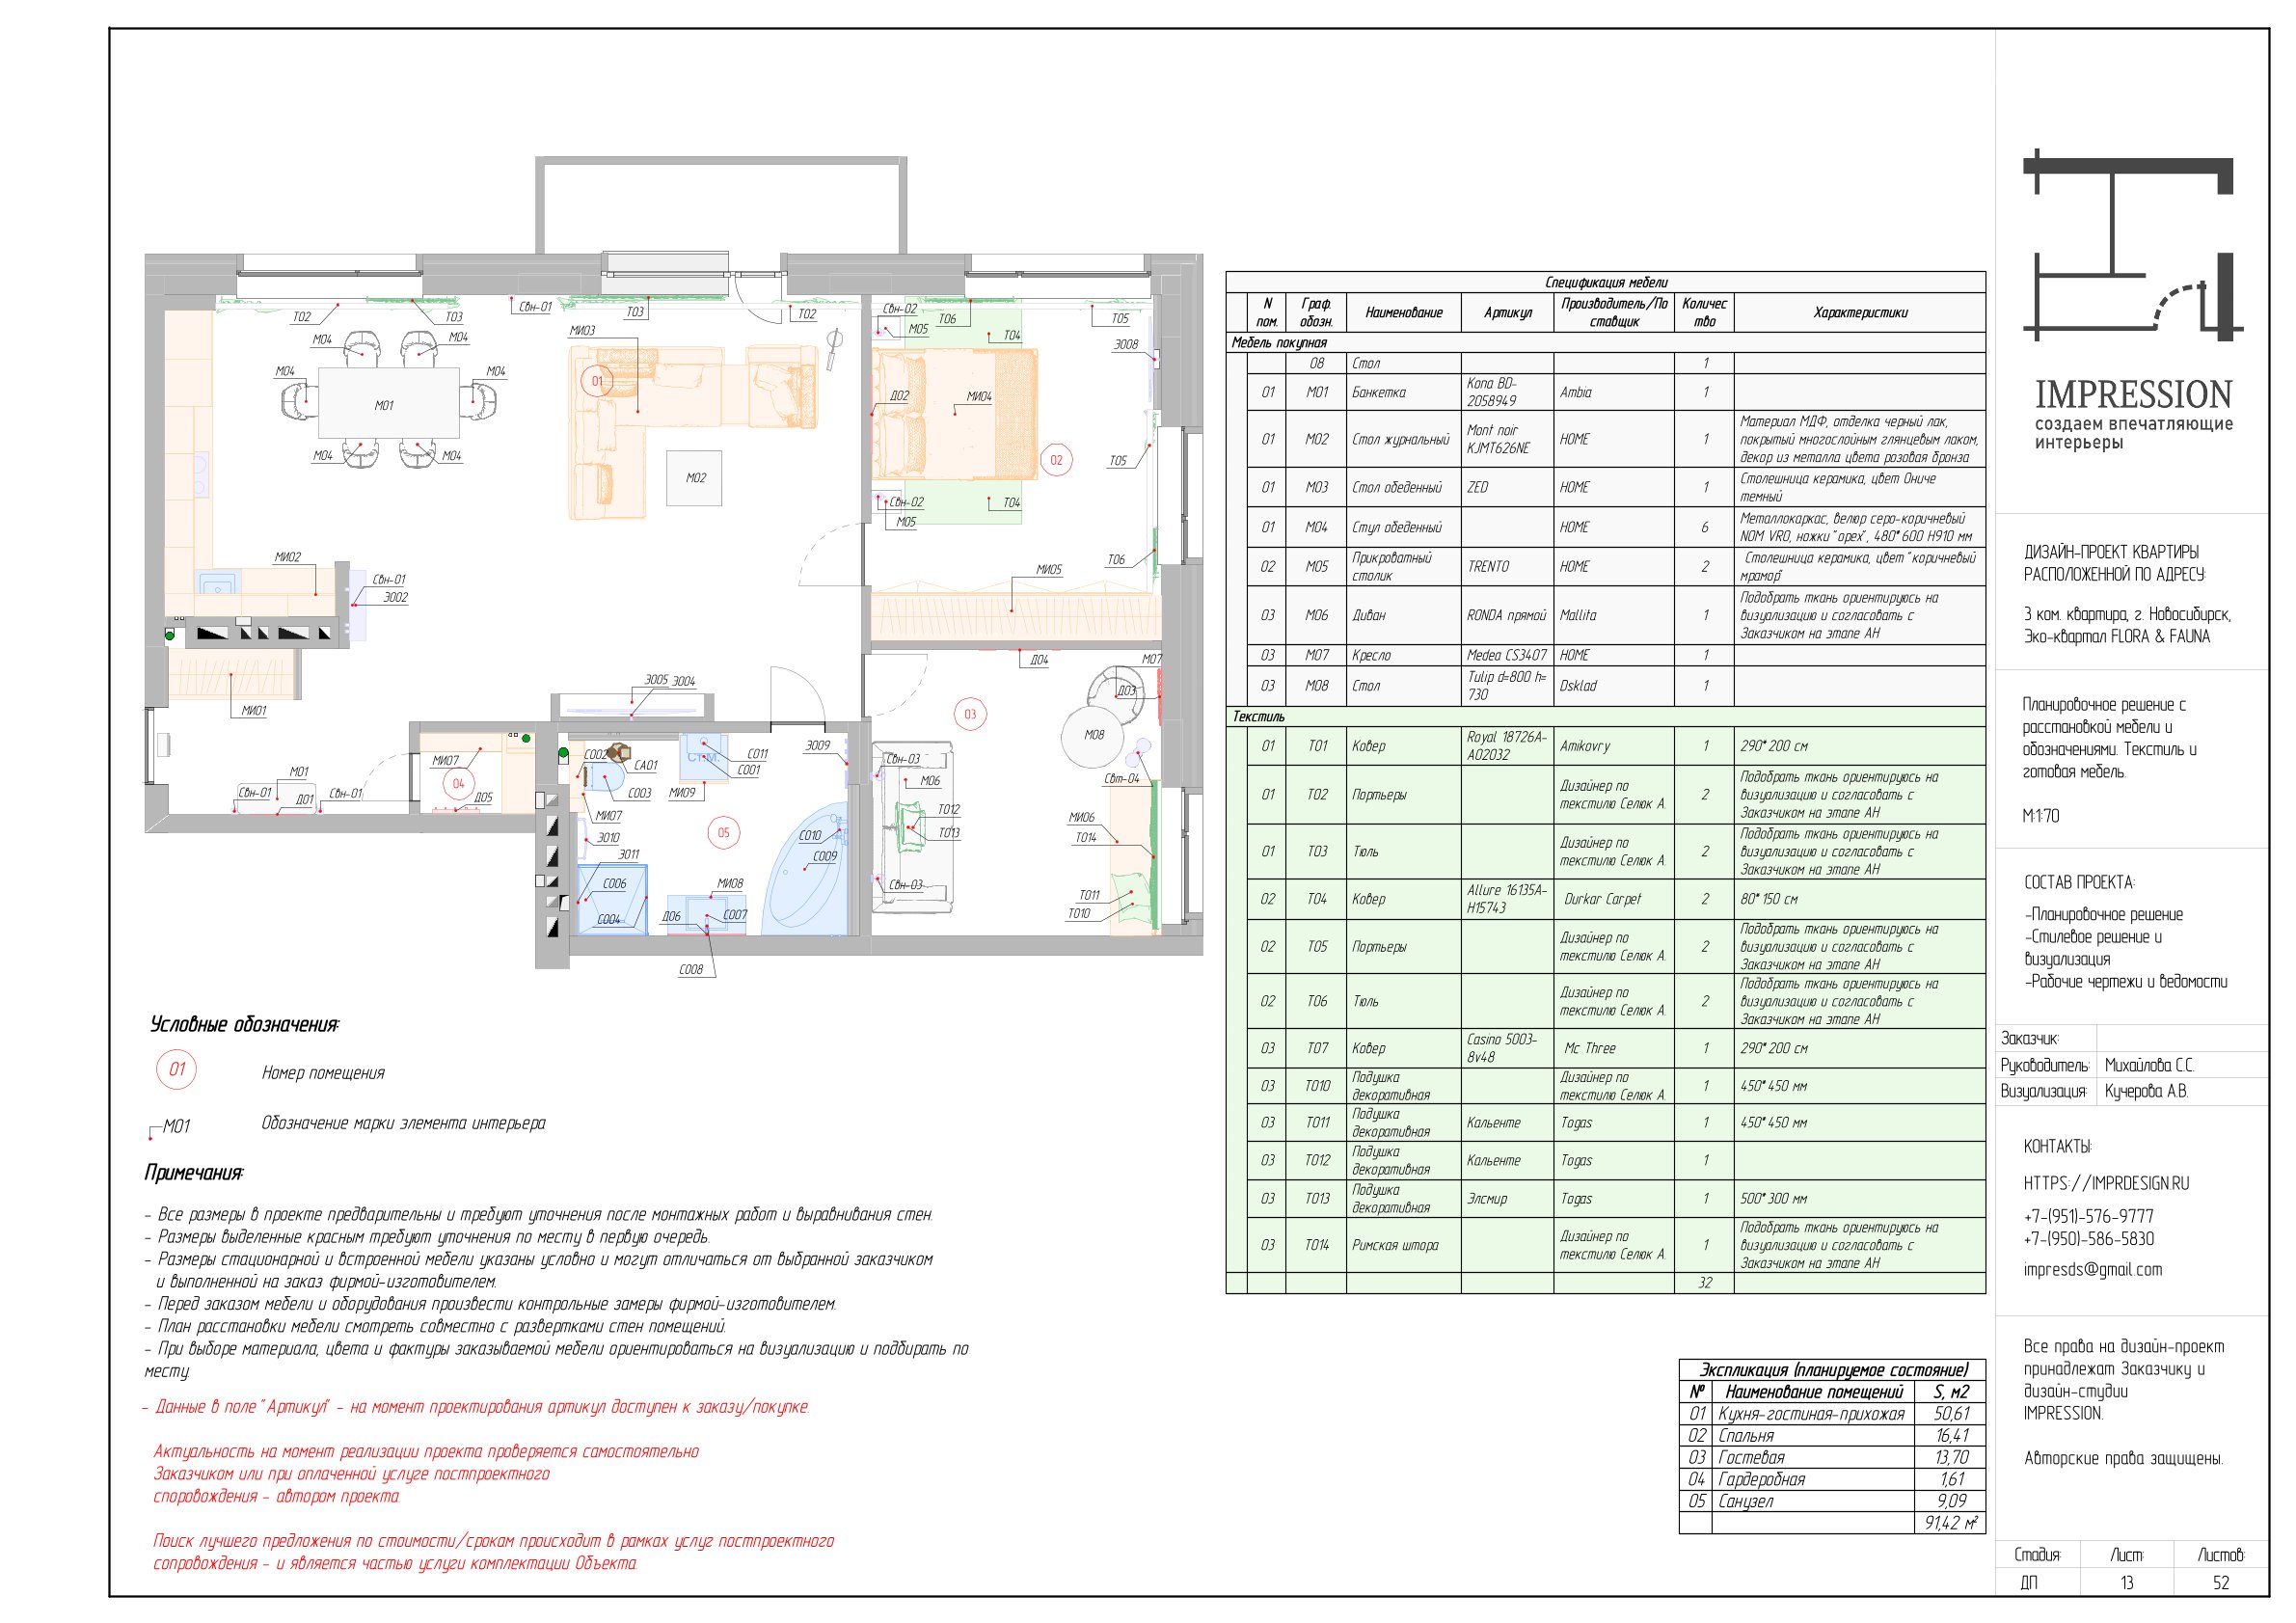 Т02
Т03
Свн-01
Т03
МИ03
Т02
Свн-02
М05
Т06
Т04
Т05
Э008
М04
М04
М04
М04
М01
01
М02
М04
М04
Д02
МИ04
02
Т05
Свн-02
М05
Т04
МИ02
Свн-01
Э002
МИ05
Т06
МИ01
Э005 Э004
Д04
М07
Д03
03
М08
М01
Свн-01
Д01
Свн-01
МИ07
04
Д05
С002
СА01
С003
МИ07
СТ.М.
С011
С001
МИ09
Э009
05
Э010
Э011
С006
С004
МИ08
Д06
С007
С008
С010
С009
Свн-03
М06
Т012
Т013
Свн-03
Свт-04
МИ06
Т014
Т011
Т010
Условные обозначения:
01
Номер помещения
М01
Обозначение марки элемента интерьера
Примечания:
- Все размеры в проекте предварительны и требуют уточнения после монтажных работ и выравнивания стен.
- Размеры выделенные красным требуют уточнения по месту в первую очередь.
- Размеры стационарной и встроенной мебели указаны условно и могут отличаться от выбранной заказчиком
и выполненной на заказ фирмой-изготовителем.
- Перед заказом мебели и оборудования произвести контрольные замеры фирмой-изготовителем.
- План расстановки мебели смотреть совместно с развертками стен помещений.
- При выборе материала, цвета и фактуры заказываемой мебели ориентироваться на визуализацию и подбирать по
месту.
- Данные в поле "Артикул" - на момент проектирования артикул доступен к заказу/покупке.
Актуальность на момент реализации проекта проверяется самостоятельно
Заказчиком или при оплаченной услуге постпроектного
споровождения - автором проекта.
Поиск лучшего предложения по стоимости/срокам происходит в рамках услуг постпроектного
сопровождения - и является частью услуги комплектации Объекта.
Спецификация мебели
N пом. Граф. обозн. Наименование Артикул Производитель/Поставщик Количество Характеристики
Мебель покупная
08 Стол 1
01 М01 Банкетка Kona BD-2058949 Ambia 1
01 М02 Стол журнальный Mont noir KJMT626NE HOME 1 Материал МДФ, отделка черный лак, покрытый многослойным глянцевым лаком, декор из металла цвета розовая бронза
01 М03 Стол обеденный ZED HOME 1 Столешница керамика, цвет Ониче темный
01 М04 Стул обеденный HOME 6 Металлокаркас, велюр серо-коричневый NOM VRO, ножки "орех", 480*600 H910 мм
02 М05 Прикроватный столик TRENTO HOME 2 Столешница керамика, цвет "коричневый мрамор"
03 М06 Диван RONDA прямой Mallita 1 Подобрать ткань ориентируюсь на визуализацию и согласовать с Заказчиком на этапе АН
03 М07 Кресло Medea CS3407 HOME 1
03 М08 Стол Tulip d=800 h=730 Dsklad 1
Текстиль
01 Т01 Ковер Royal 18726A-A02032 Amikovry 1 290*200 см
01 Т02 Портьеры Дизайнер по текстилю Селюк А. 2 Подобрать ткань ориентируюсь на визуализацию и согласовать с Заказчиком на этапе АН
01 Т03 Тюль Дизайнер по текстилю Селюк А. 2 Подобрать ткань ориентируюсь на визуализацию и согласовать с Заказчиком на этапе АН
02 Т04 Ковер Allure 16135A-H15743 Durkar Carpet 2 80*150 см
02 Т05 Портьеры Дизайнер по текстилю Селюк А. 2 Подобрать ткань ориентируюсь на визуализацию и согласовать с Заказчиком на этапе АН
02 Т06 Тюль Дизайнер по текстилю Селюк А. 2 Подобрать ткань ориентируюсь на визуализацию и согласовать с Заказчиком на этапе АН
03 Т07 Ковер Casino 5003-8v48 Mc Three 1 290*200 см
03 Т010 Подушка декоративная Дизайнер по текстилю Селюк А. 1 450*450 мм
03 Т011 Подушка декоративная Кальенте Togas 1 450*450 мм
03 Т012 Подушка декоративная Кальенте Togas 1
03 Т013 Подушка декоративная Элсмир Togas 1 500*300 мм
03 Т014 Римская штора Дизайнер по текстилю Селюк А. 1 Подобрать ткань ориентируюсь на визуализацию и согласовать с Заказчиком на этапе АН
32
Экспликация (планируемое состояние)
№ Наименование помещений S, м2
01 Кухня-гостиная-прихожая 50,61
02 Спальня 16,41
03 Гостевая 13,70
04 Гардеробная 1,61
05 Санузел 9,09
91,42 м²
IMPRESSION
создаем впечатляющие
интерьеры
ДИЗАЙН-ПРОЕКТ КВАРТИРЫ
РАСПОЛОЖЕННОЙ ПО АДРЕСУ:
3 ком. квартира, г. Новосибирск,
Эко-квартал FLORA & FAUNA
Планировочное решение с
расстановкой мебели и
обозначениями. Текстиль и
готовая мебель.
М1:70
СОСТАВ ПРОЕКТА:
-Планировочное решение
-Стилевое решение и
визуализация
-Рабочие чертежи и ведомости
Заказчик:
Руководитель: Михайлова С.С.
Визуализация: Кучерова А.В.
КОНТАКТЫ:
HTTPS://IMPRDESIGN.RU
+7-(951)-576-9777
+7-(950)-586-5830
impresds@gmail.com
Все права на дизайн-проект
принадлежат Заказчику и
дизайн-студии
IMPRESSION.
Авторские права защищены.
Стадия: Лист: Листов:
ДП 13 52